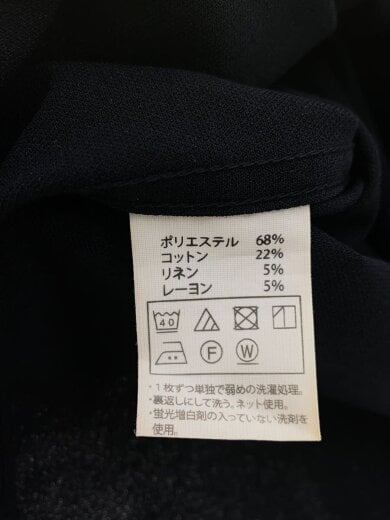 ポリエステル 68%
コットン 22%
リネン 5%
レーヨン 5%
40
F W
・1枚ずつ単独で弱めの洗濯処理。
・裏返しにして洗う。ネット使用。
・蛍光増白剤の入っていない洗剤を
使用。